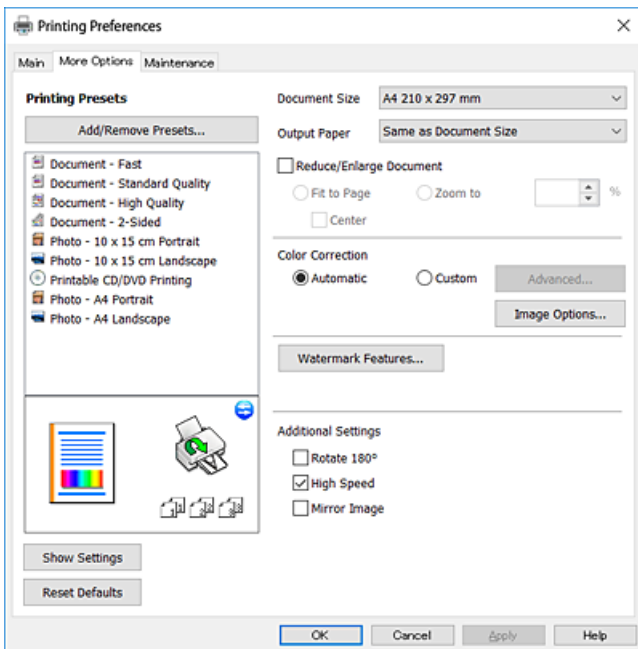 Printing Preferences
Main
More Options
Maintenance
Printing Presets
Add/Remove Presets...
Document - Fast
Document - Standard Quality
Document - High Quality
Document - 2-Sided
Photo - 10 x 15 cm Portrait
Photo - 10 x 15 cm Landscape
Printable CD/DVD Printing
Photo - A4 Portrait
Photo - A4 Landscape
Show Settings
Reset Defaults
Document Size
A4 210 x 297 mm
Output Paper
Same as Document Size
Reduce/Enlarge Document
Fit to Page
Zoom to
%
Center
Color Correction
Automatic
Custom
Advanced...
Image Options...
Watermark Features...
Additional Settings
Rotate 180°
High Speed
Mirror Image
OK
Cancel
Apply
Help